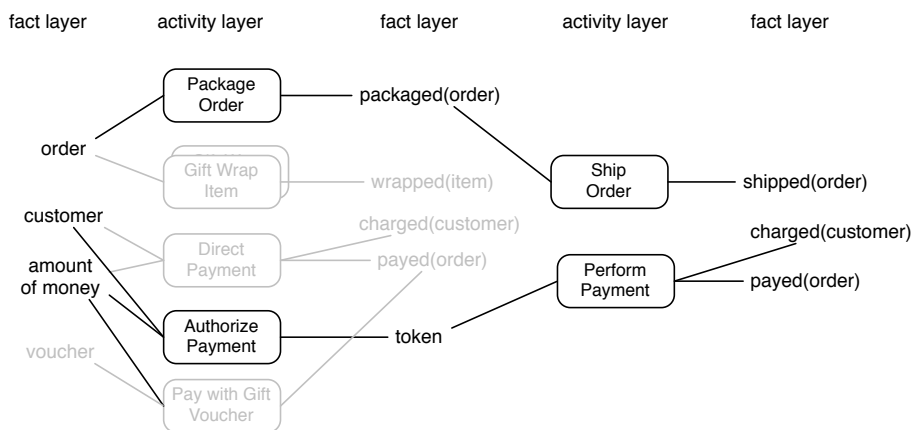 fact layer activity layer fact layer activity layer fact layer
Package
Order
packaged(order)
order
Gift Wrap
Item
wrapped(item)
Ship
Order
shipped(order)
customer
charged(customer)
charged(customer)
Direct
Payment
payed(order)
amount
of money
Perform
Payment
payed(order)
Authorize
Payment
token
voucher
Pay with Gift
Voucher